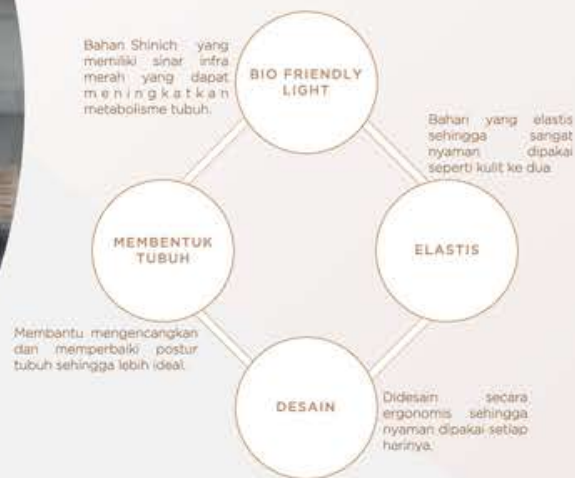 Bahan Shinich yang
memiliki sinar infra
merah yang dapat
meningkatkan
metabolisme tubuh.
BIO FRIENDLY
LIGHT
Bahan yang elastis
sehingga sangat
nyaman dipakai
seperti kulit ke dua
MEMBENTUK
TUBUH
ELASTIS
Membantu mengencangkan
dan memperbaiki postur
tubuh sehingga lebih ideal.
DESAIN
Didesain secara
ergonomis sehingga
nyaman dipakai setiap
harinya.